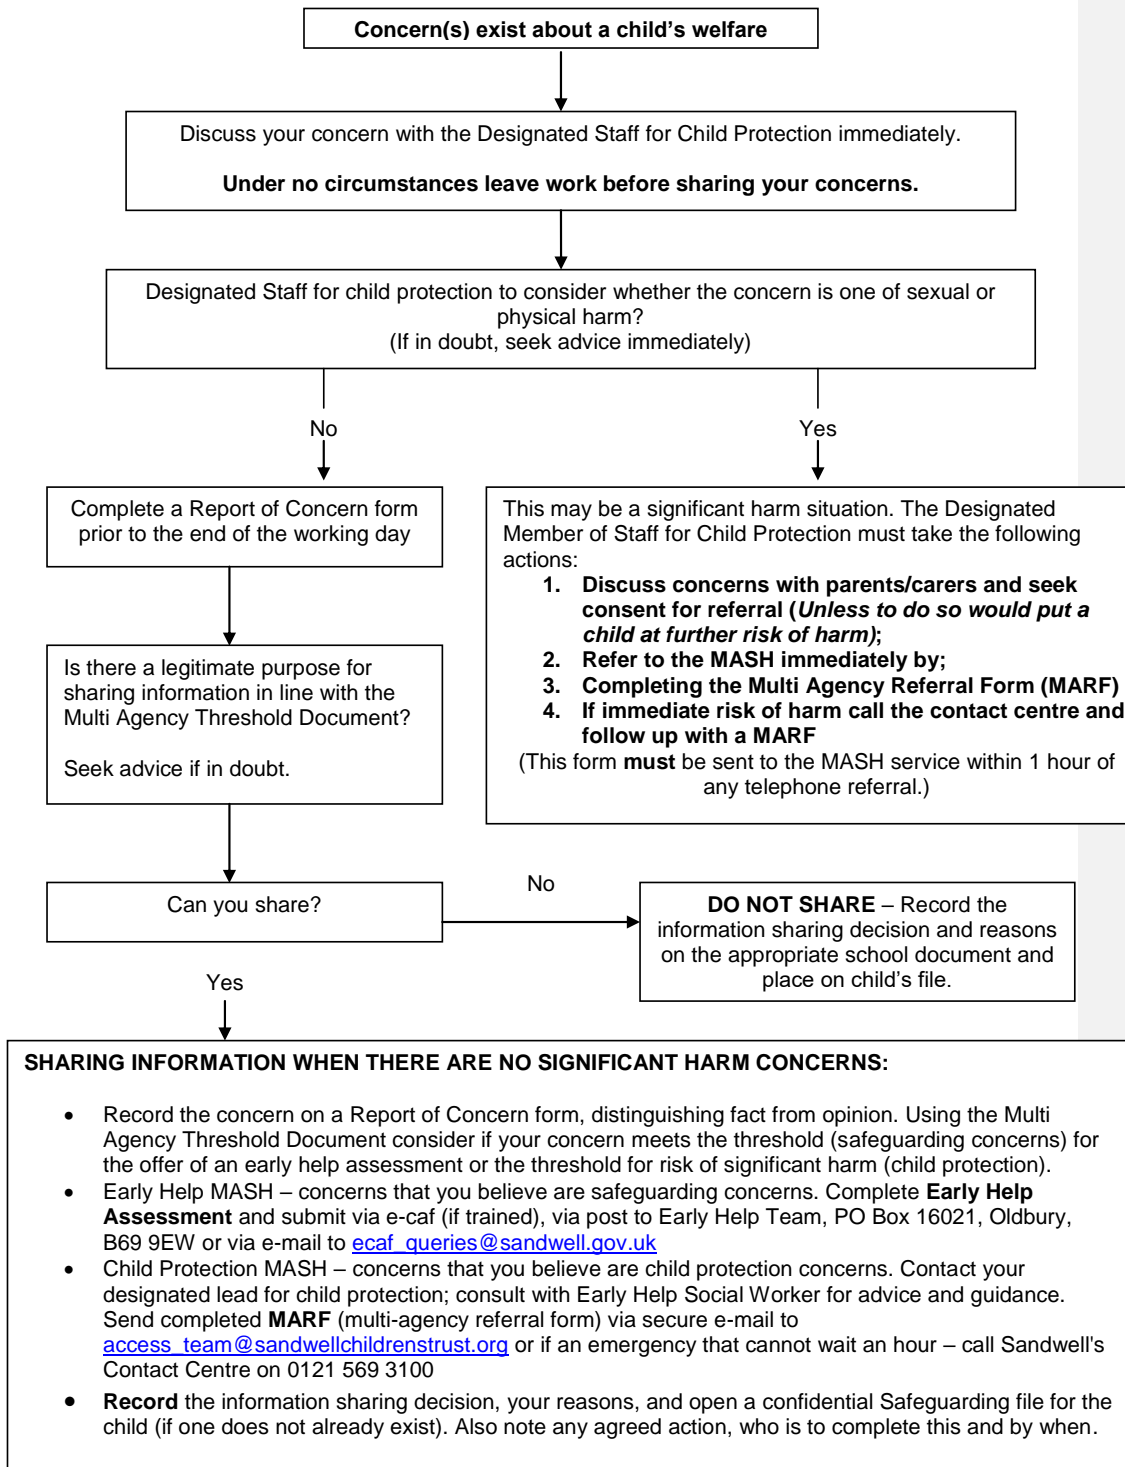 Concern(s) exist about a child's welfare
Discuss your concern with the Designated Staff for Child Protection immediately.
Under no circumstances leave work before sharing your concerns.
Designated Staff for child protection to consider whether the concern is one of sexual or
physical harm?
(If in doubt, seek advice immediately)
No
Yes
Complete a Report of Concern form
prior to the end of the working day
This may be a significant harm situation. The Designated
Member of Staff for Child Protection must take the following
actions:
1. Discuss concerns with parents/carers and seek
consent for referral (Unless to do so would put a
child at further risk of harm);
2. Refer to the MASH immediately by;
3. Completing the Multi Agency Referral Form (MARF)
4. If immediate risk of harm call the contact centre and
follow up with a MARF
(This form must be sent to the MASH service within 1 hour of
any telephone referral.)
Is there a legitimate purpose for
sharing information in line with the
Multi Agency Threshold Document?
Seek advice if in doubt.
Can you share?
No
DO NOT SHARE – Record the
information sharing decision and reasons
on the appropriate school document and
place on child's file.
Yes
SHARING INFORMATION WHEN THERE ARE NO SIGNIFICANT HARM CONCERNS:
• Record the concern on a Report of Concern form, distinguishing fact from opinion. Using the Multi
Agency Threshold Document consider if your concern meets the threshold (safeguarding concerns) for
the offer of an early help assessment or the threshold for risk of significant harm (child protection).
• Early Help MASH – concerns that you believe are safeguarding concerns. Complete Early Help
Assessment and submit via e-caf (if trained), via post to Early Help Team, PO Box 16021, Oldbury,
B69 9EW or via e-mail to ecaf_queries@sandwell.gov.uk
• Child Protection MASH – concerns that you believe are child protection concerns. Contact your
designated lead for child protection; consult with Early Help Social Worker for advice and guidance.
Send completed MARF (multi-agency referral form) via secure e-mail to
access_team@sandwellchildrenstrust.org or if an emergency that cannot wait an hour – call Sandwell's
Contact Centre on 0121 569 3100
• Record the information sharing decision, your reasons, and open a confidential Safeguarding file for the
child (if one does not already exist). Also note any agreed action, who is to complete this and by when.